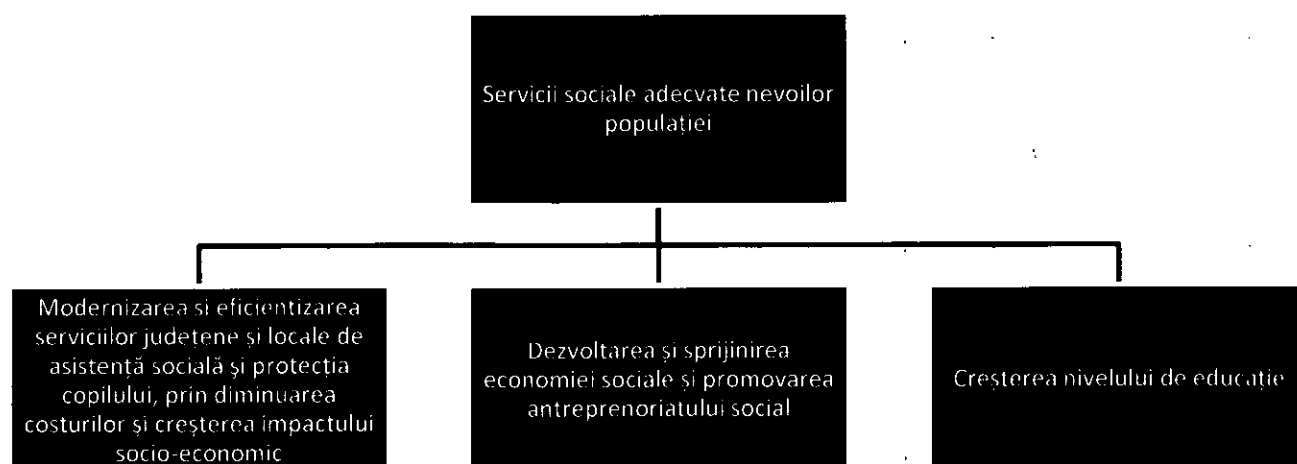 Servicii sociale adecvate nevoilor
populației
Modernizarea si eficientizarea
serviciilor județene și locale de
asistență socială și protecția
copilului, prin diminuarea
costurilor și creșterea impactului
socio-economic
Dezvoltarea și sprijinirea
economiei sociale și promovarea
antreprenoriatului social
Creșterea nivelului de educație